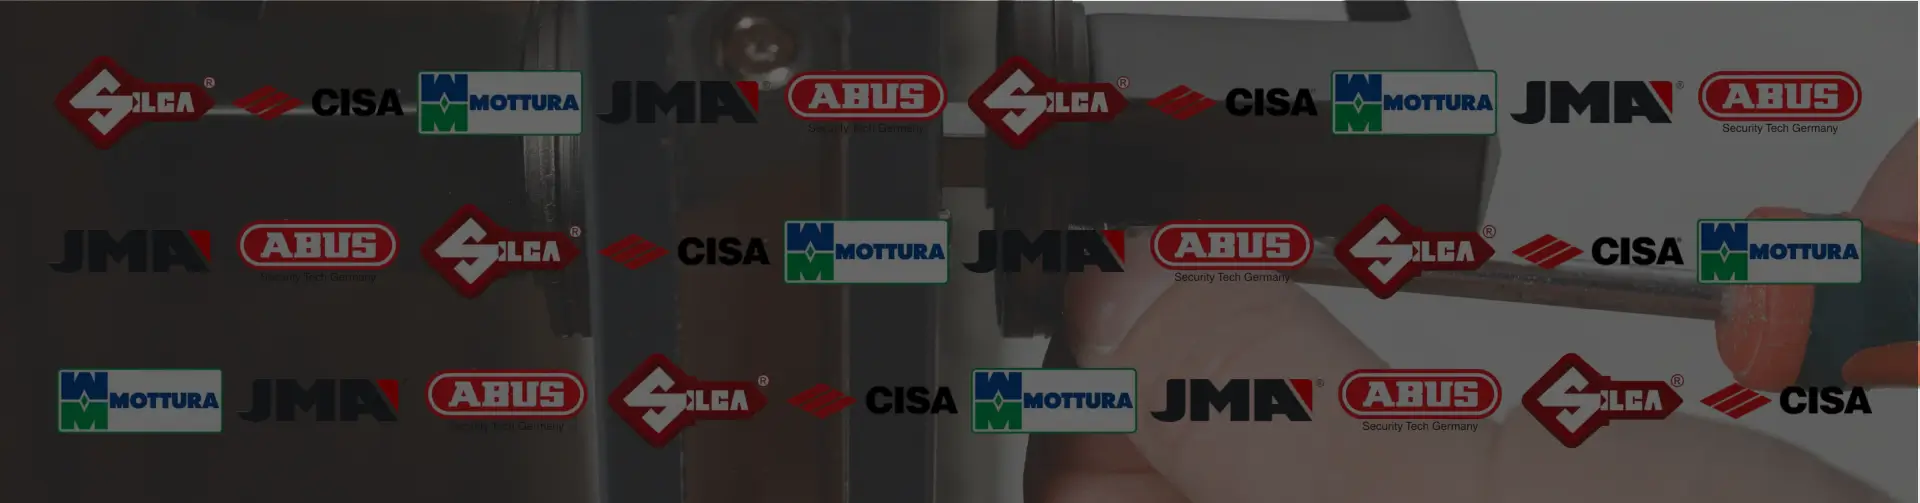 SILCA® CISA® MOTTURA JMA® ABUS SILCA® CISA® MOTTURA JMA® ABUS
Security Tech Germany Security Tech Germany
JMA ABUS SILCA® CISA® MOTTURA JMA ABUS SILCA® CISA® MOTTURA
Security Tech Germany Security Tech Germany
MOTTURA JMA ABUS SILCA® CISA MOTTURA JMA® ABUS SILCA® CISA
Security Tech Germany Security Tech Germany